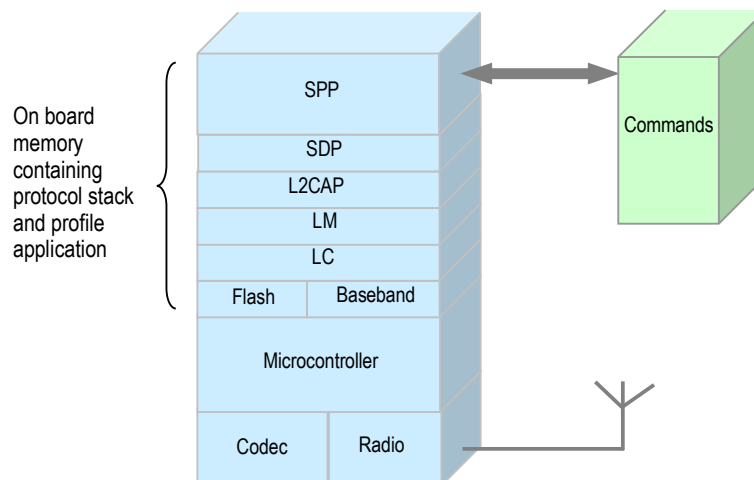 SPP
Commands
On board
memory
containing
protocol stack
and profile
application
SDP
L2CAP
LM
LC
Flash
Baseband
Microcontroller
Codec
Radio